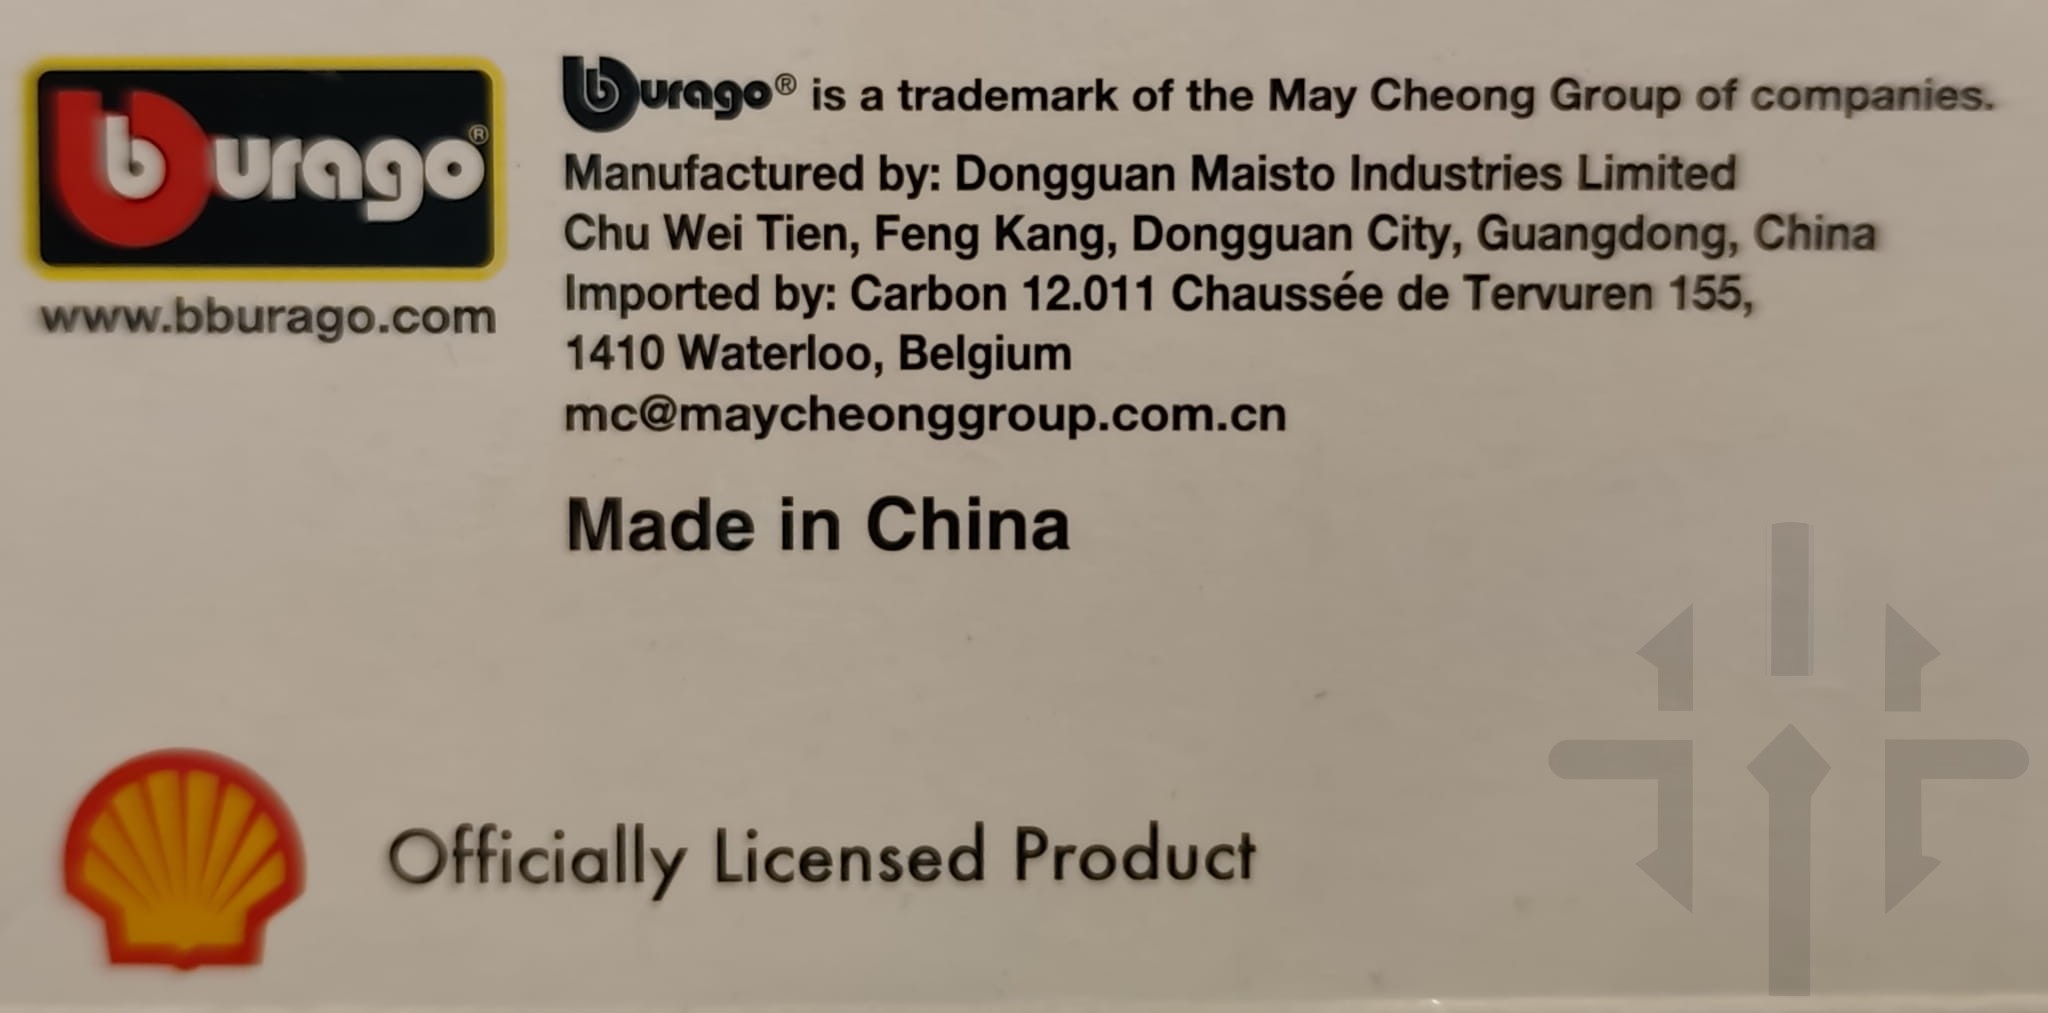 bburago®
www.bburago.com
bburago® is a trademark of the May Cheong Group of companies.
Manufactured by: Dongguan Maisto Industries Limited
Chu Wei Tien, Feng Kang, Dongguan City, Guangdong, China
Imported by: Carbon 12.011 Chaussée de Tervuren 155,
1410 Waterloo, Belgium
mc@maycheonggroup.com.cn
Made in China
Officially Licensed Product